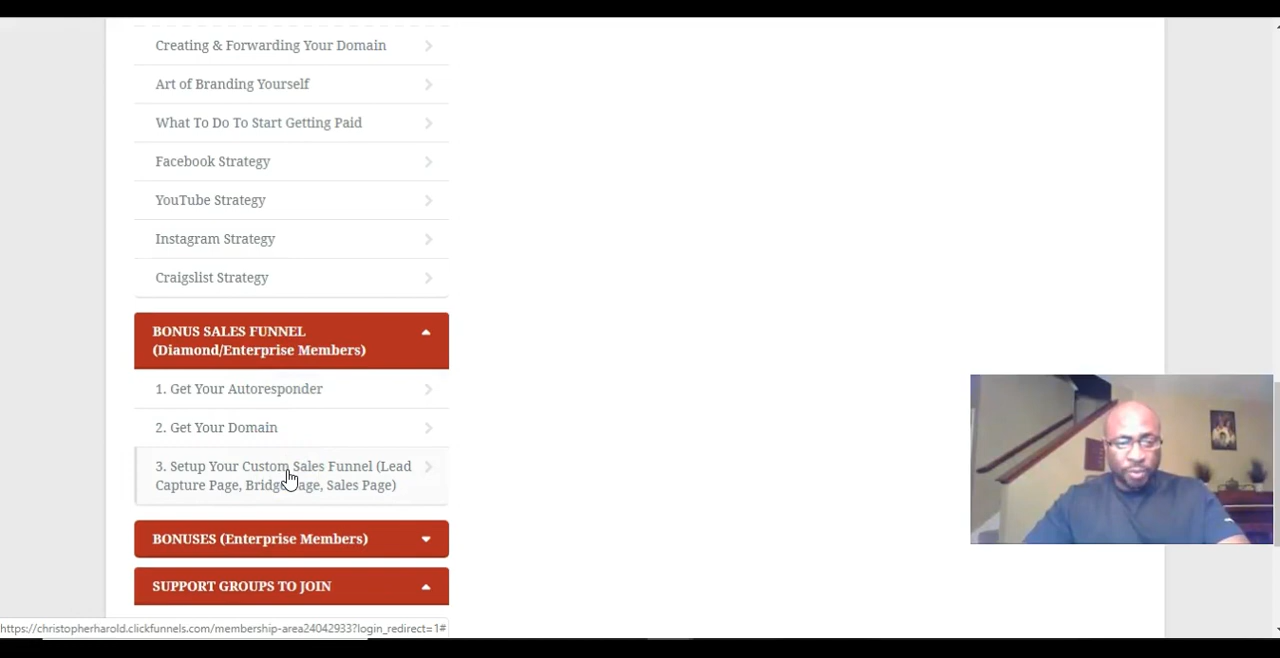 Creating & Forwarding Your Domain
Art of Branding Yourself
What To Do To Start Getting Paid
Facebook Strategy
YouTube Strategy
Instagram Strategy
Craigslist Strategy
BONUS SALES FUNNEL
(Diamond/Enterprise Members)
1. Get Your Autoresponder
2. Get Your Domain
3. Setup Your Custom Sales Funnel (Lead
Capture Page, Bridge Page, Sales Page)
BONUSES (Enterprise Members)
SUPPORT GROUPS TO JOIN
https://christopherharold.clickfunnels.com/membership-area24042933?login_redirect=1#